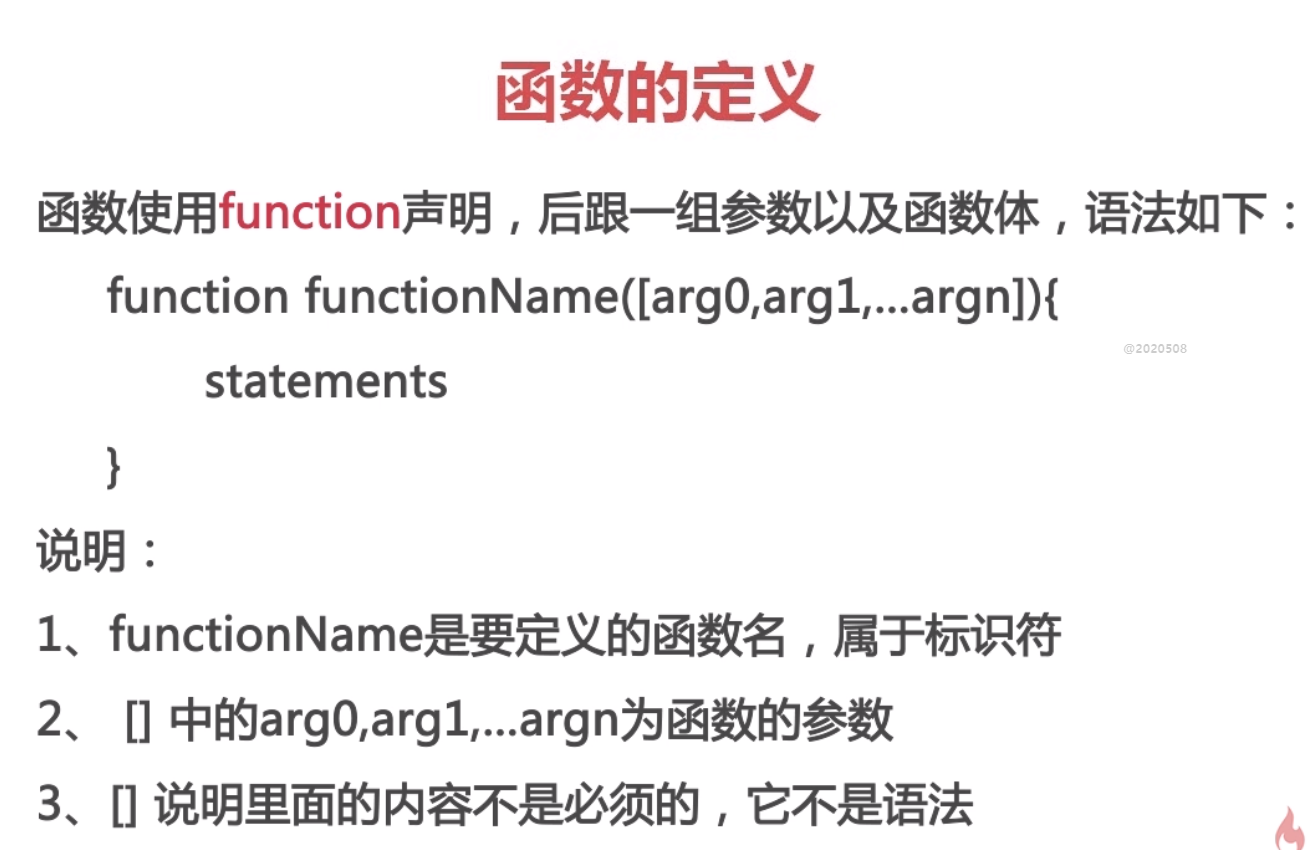 函数的定义
函数使用function声明，后跟一组参数以及函数体，语法如下：
function functionName([arg0,arg1,...argn]){
@2020508
statements
}
说明：
1、functionName是要定义的函数名，属于标识符
2、 [] 中的arg0,arg1,...argn为函数的参数
3、[] 说明里面的内容不是必须的，它不是语法